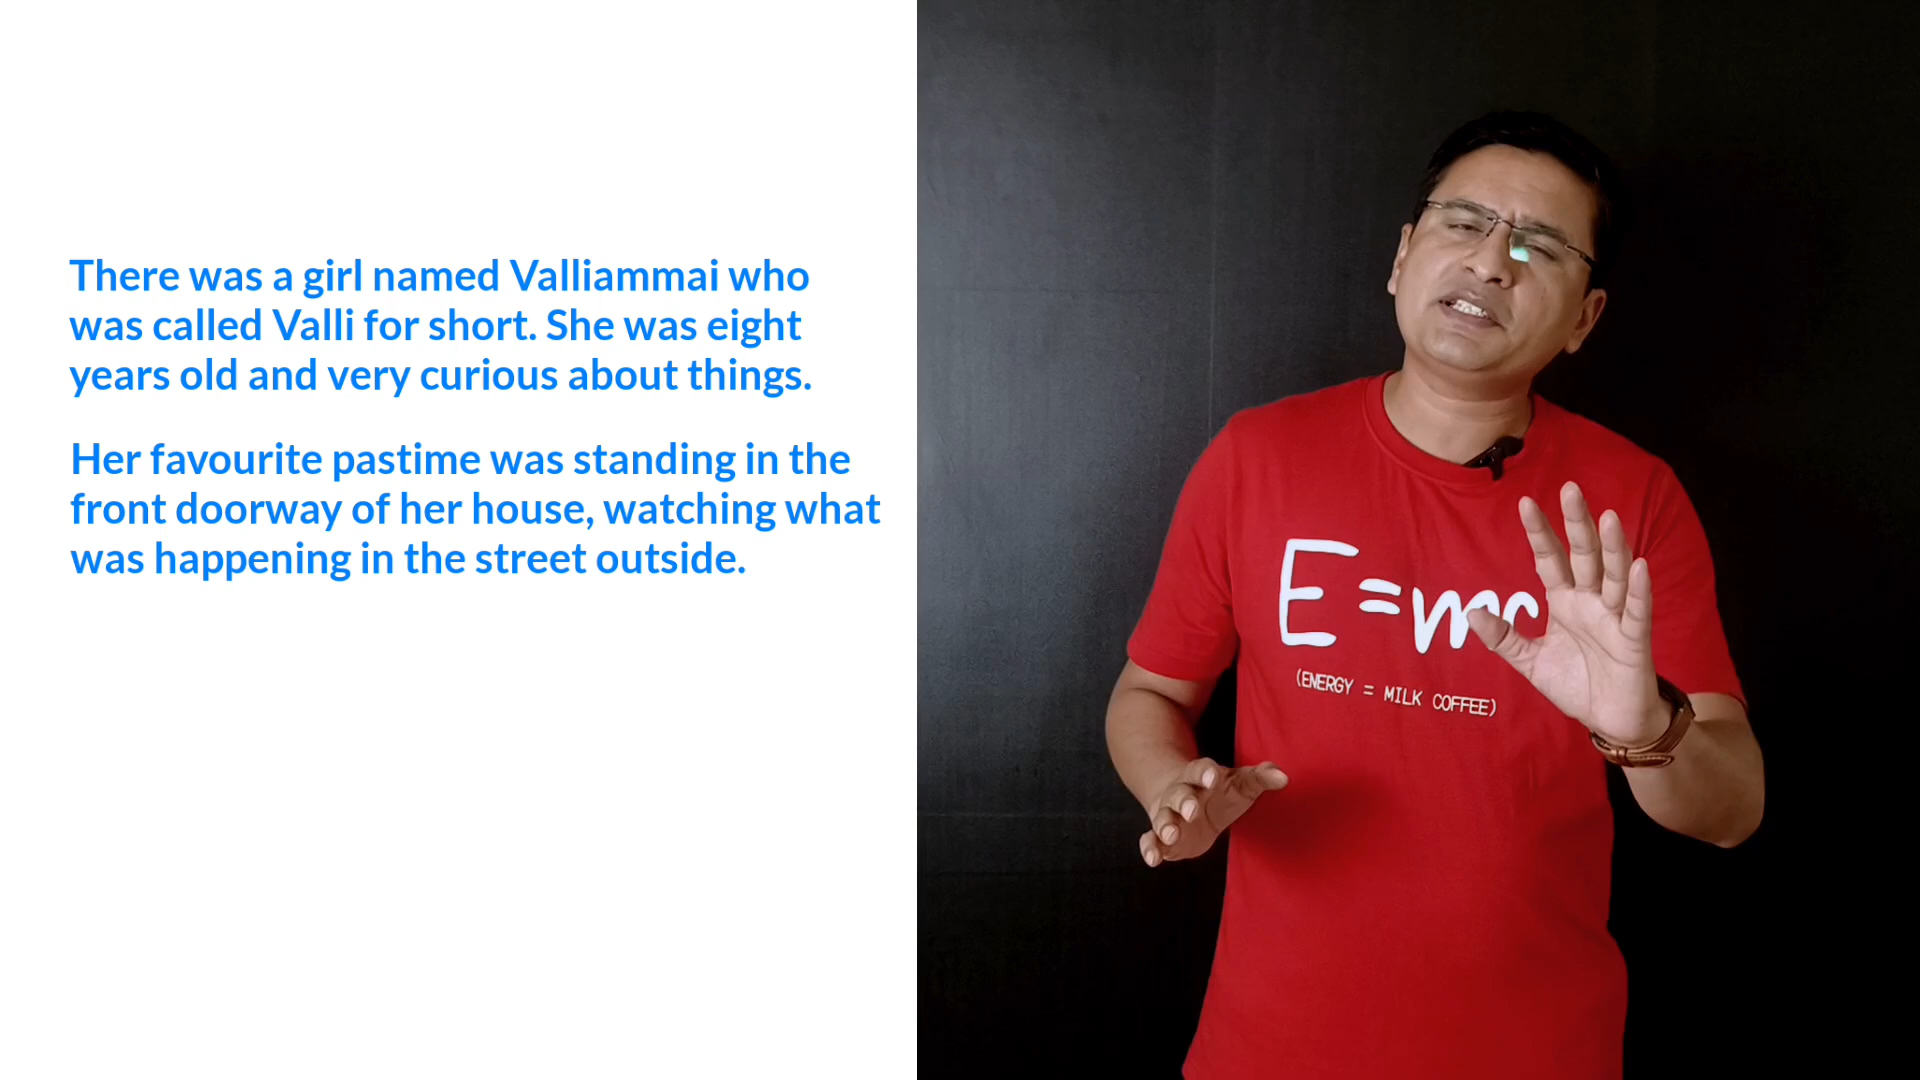 There was a girl named Valliammai who
was called Valli for short. She was eight
years old and very curious about things.
Her favourite pastime was standing in the
front doorway of her house, watching what
was happening in the street outside.
E=mc
(ENERGY = MILK COFFEE)